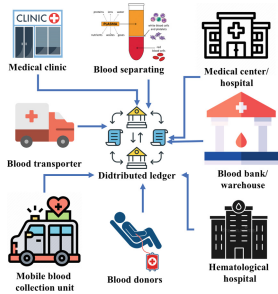 CLINIC
PLASMA
Medical clinic
Blood separating
Medical center/
hospital
Blood transporter
Didtributed ledger
Blood bank/
warehouse
Mobile blood
collection unit
Blood donors
Hematological
hospital